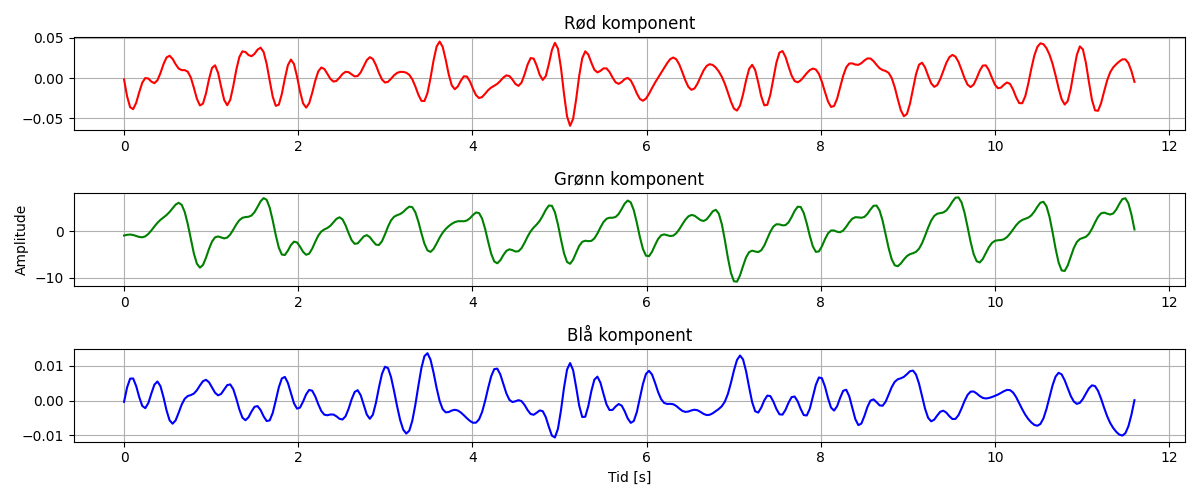 Rød komponent
0.05
0.00
−0.05
0 2 4 6 8 10 12
Grønn komponent
0
−10
Amplitude
0 2 4 6 8 10 12
Blå komponent
0.01
0.00
−0.01
0 2 4 6 8 10 12
Tid [s]